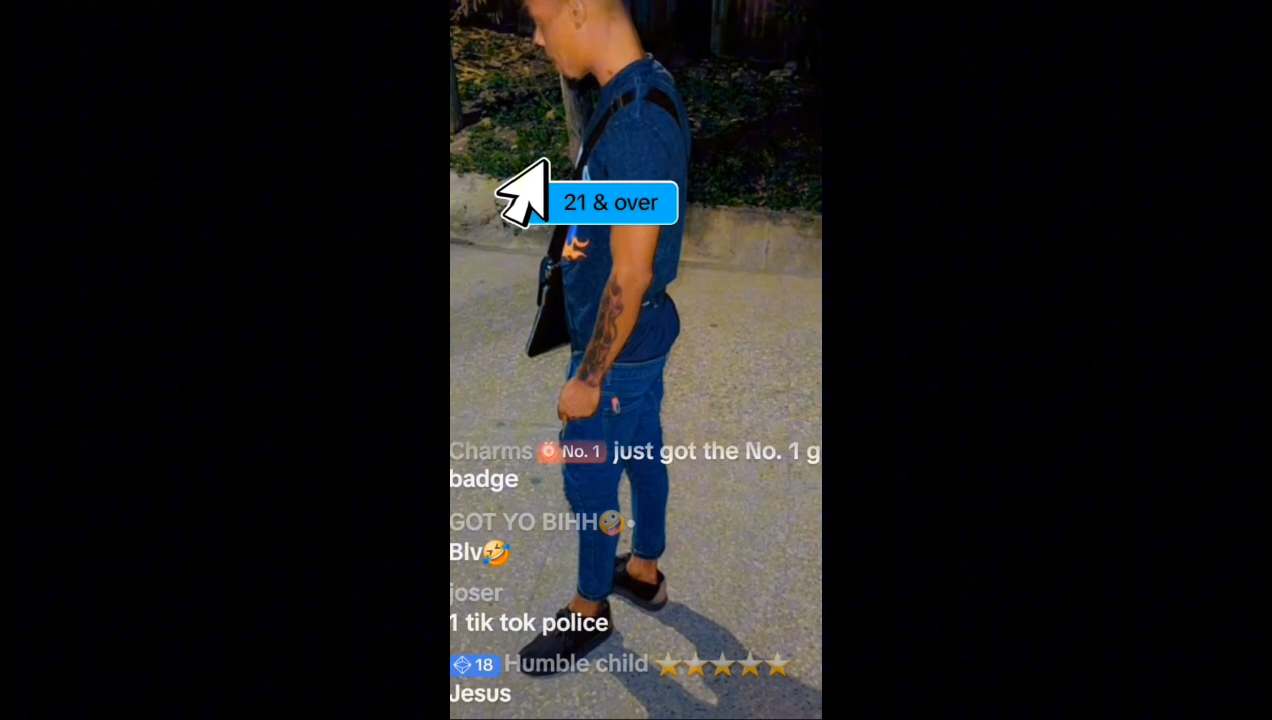 21 & over
Charms No. 1 just got the No. 1 g
badge
GOT YO BIHH🤪•
Blv🤣
joser
1 tik tok police
18 Humble child ⭐⭐⭐⭐⭐
Jesus